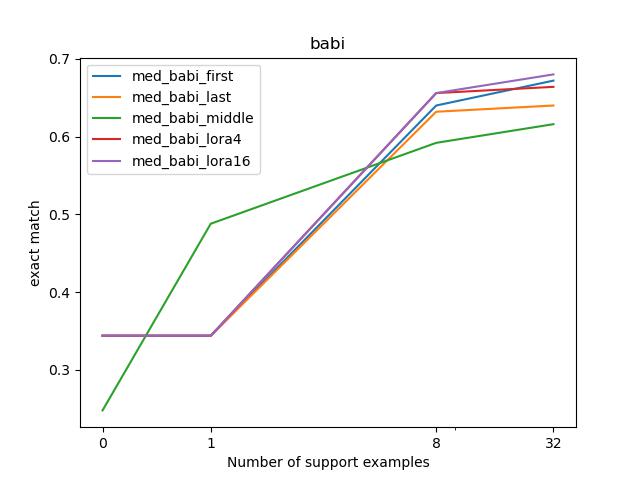 babi
0.7
0.6
0.5
0.4
0.3
exact match
med_babi_first
med_babi_last
med_babi_middle
med_babi_lora4
med_babi_lora16
0 1 8 32
Number of support examples